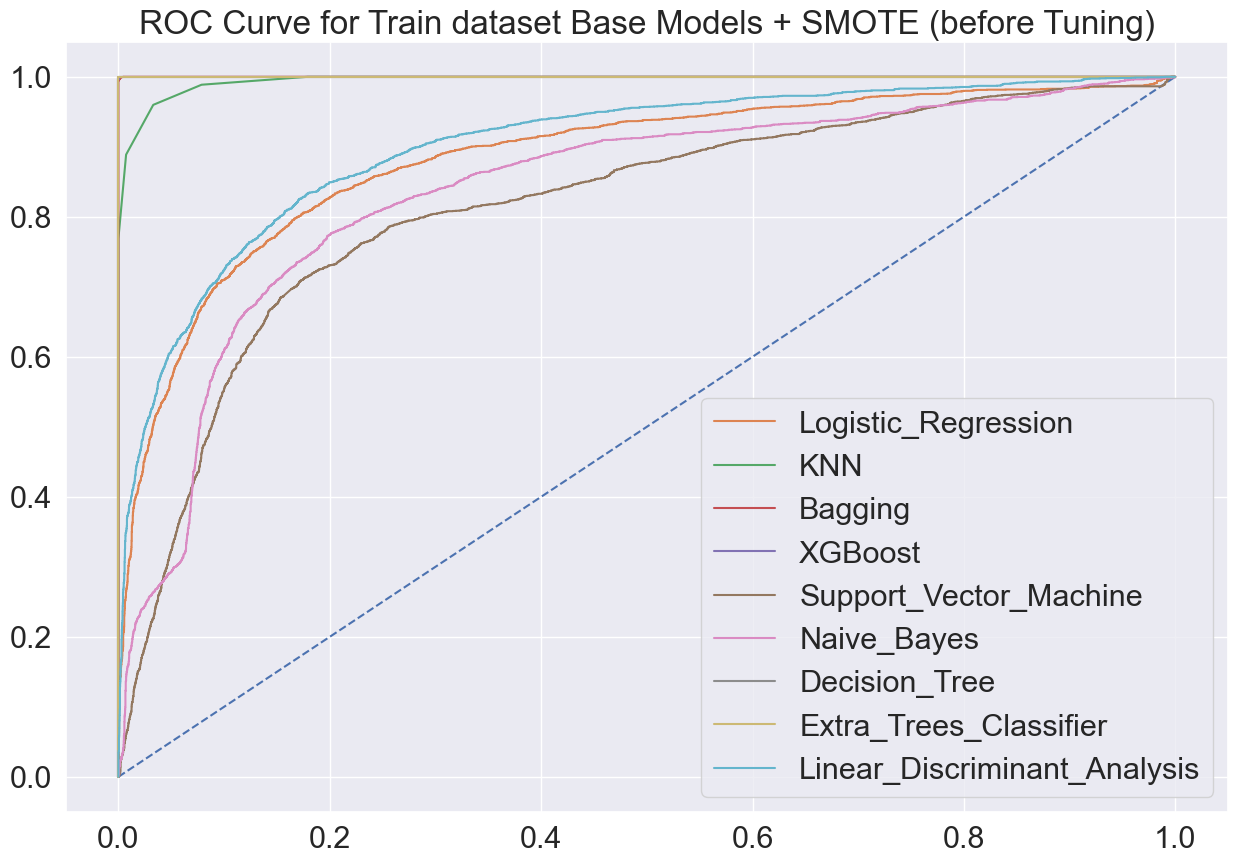 ROC Curve for Train dataset Base Models + SMOTE (before Tuning)
1.0
0.8
0.6
0.4
0.2
0.0
Logistic_Regression
KNN
Bagging
XGBoost
Support_Vector_Machine
Naive_Bayes
Decision_Tree
Extra_Trees_Classifier
Linear_Discriminant_Analysis
0.0 0.2 0.4 0.6 0.8 1.0